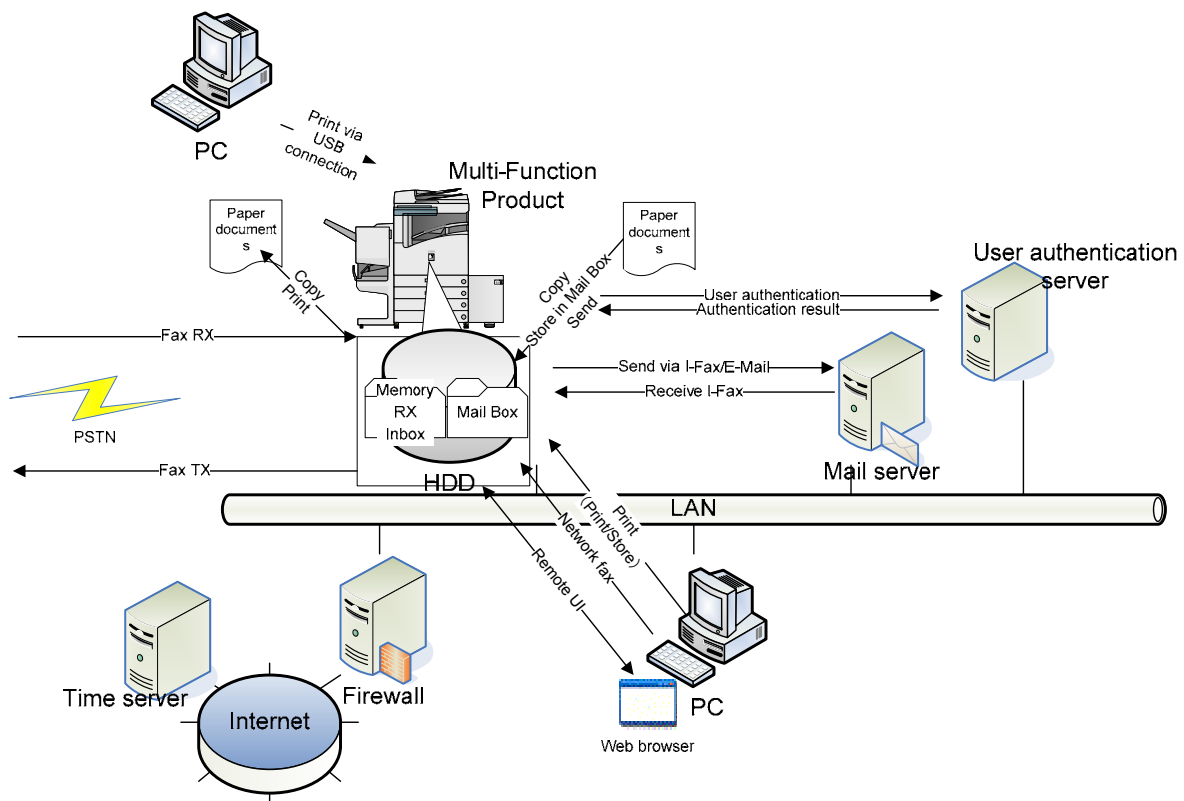 PC
Print via
USB
connection
Multi-Function
Product
Paper
document
s
Copy
Print
Paper
document
s
Copy
Store in Mail Box
Send
User authentication
server
User authentication
Authentication result
Fax RX
Send via I-Fax/E-Mail
Receive I-Fax
Memory
RX
Inbox
Mail Box
PSTN
Fax TX
HDD
Mail server
LAN
Print
(Print/Store)
Network fax
Remote UI
Time server
Firewall
Internet
PC
Web browser